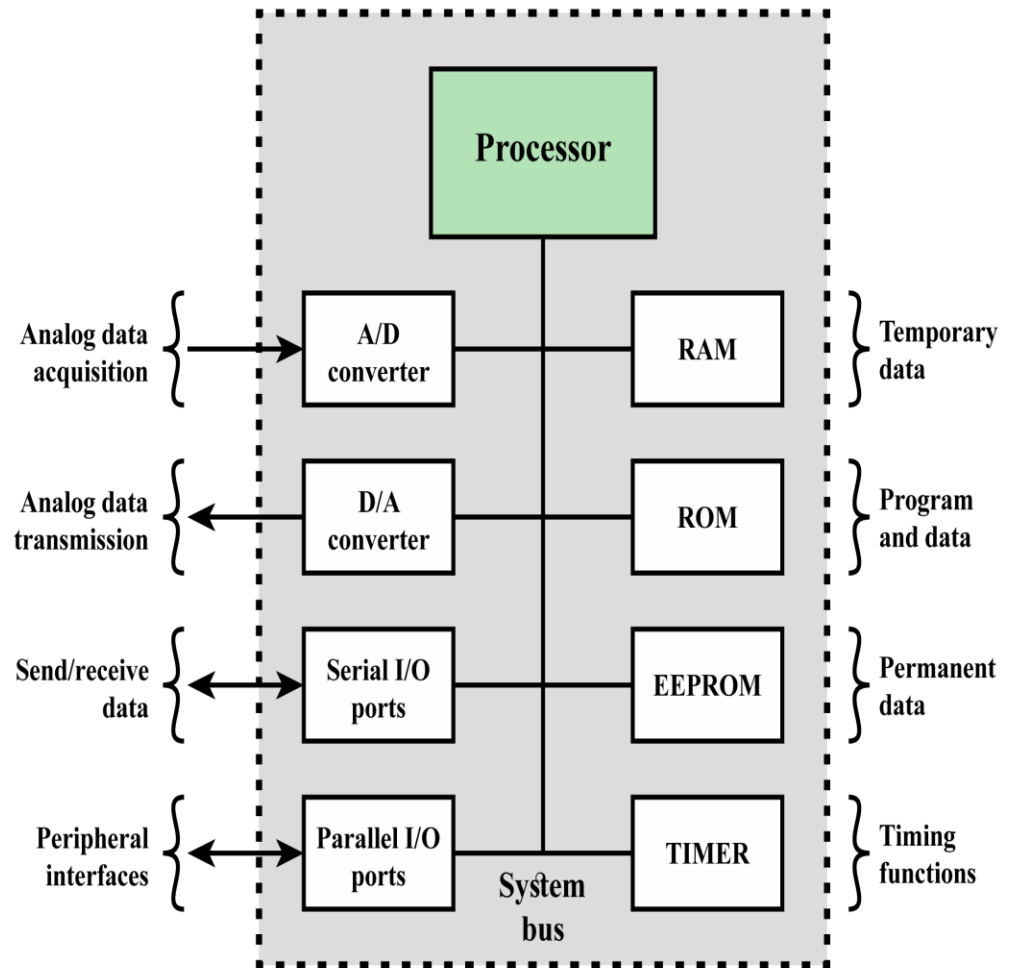 Processor
Analog data
acquisition
A/D
converter
RAM
Temporary
data
Analog data
transmission
D/A
converter
ROM
Program
and data
Send/receive
data
Serial I/O
ports
EEPROM
Permanent
data
Peripheral
interfaces
Parallel I/O
ports
TIMER
Timing
functions
System
bus